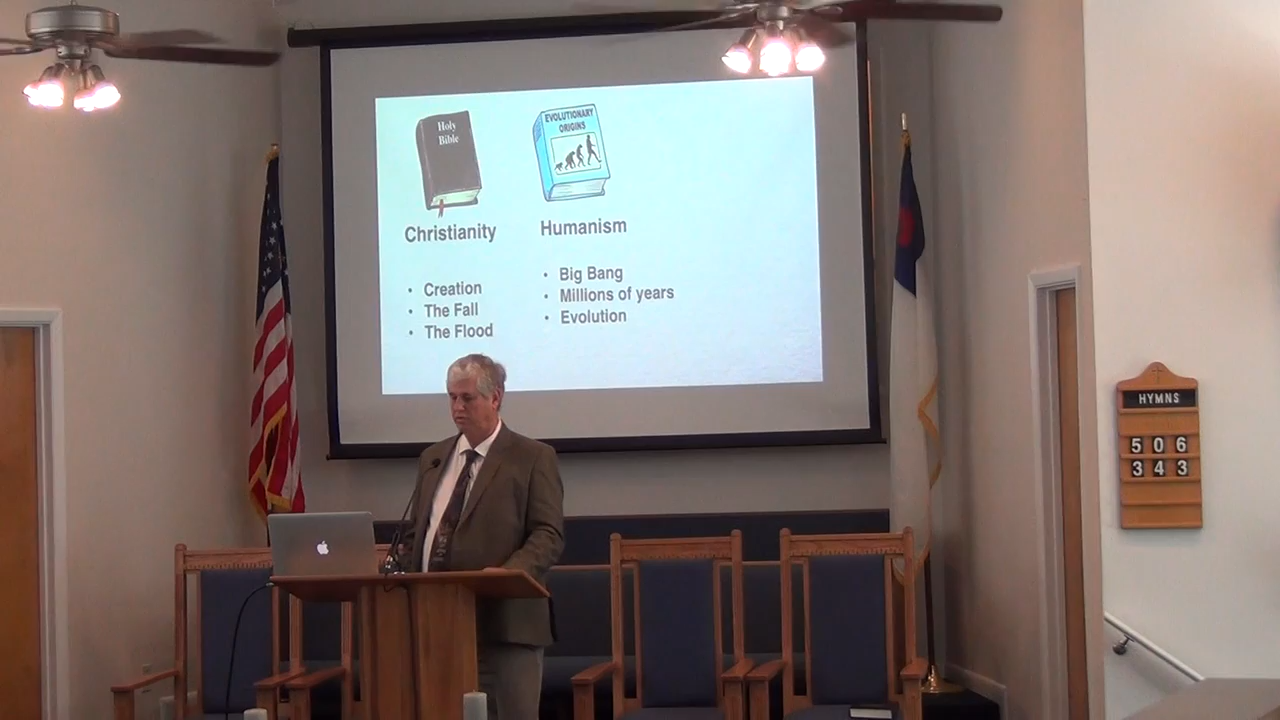 Holy
Bible
EVOLUTIONARY
ORIGINS
Christianity
Humanism
• Creation
• The Fall
• The Flood
• Big Bang
• Millions of years
• Evolution
HYMNS
506
343